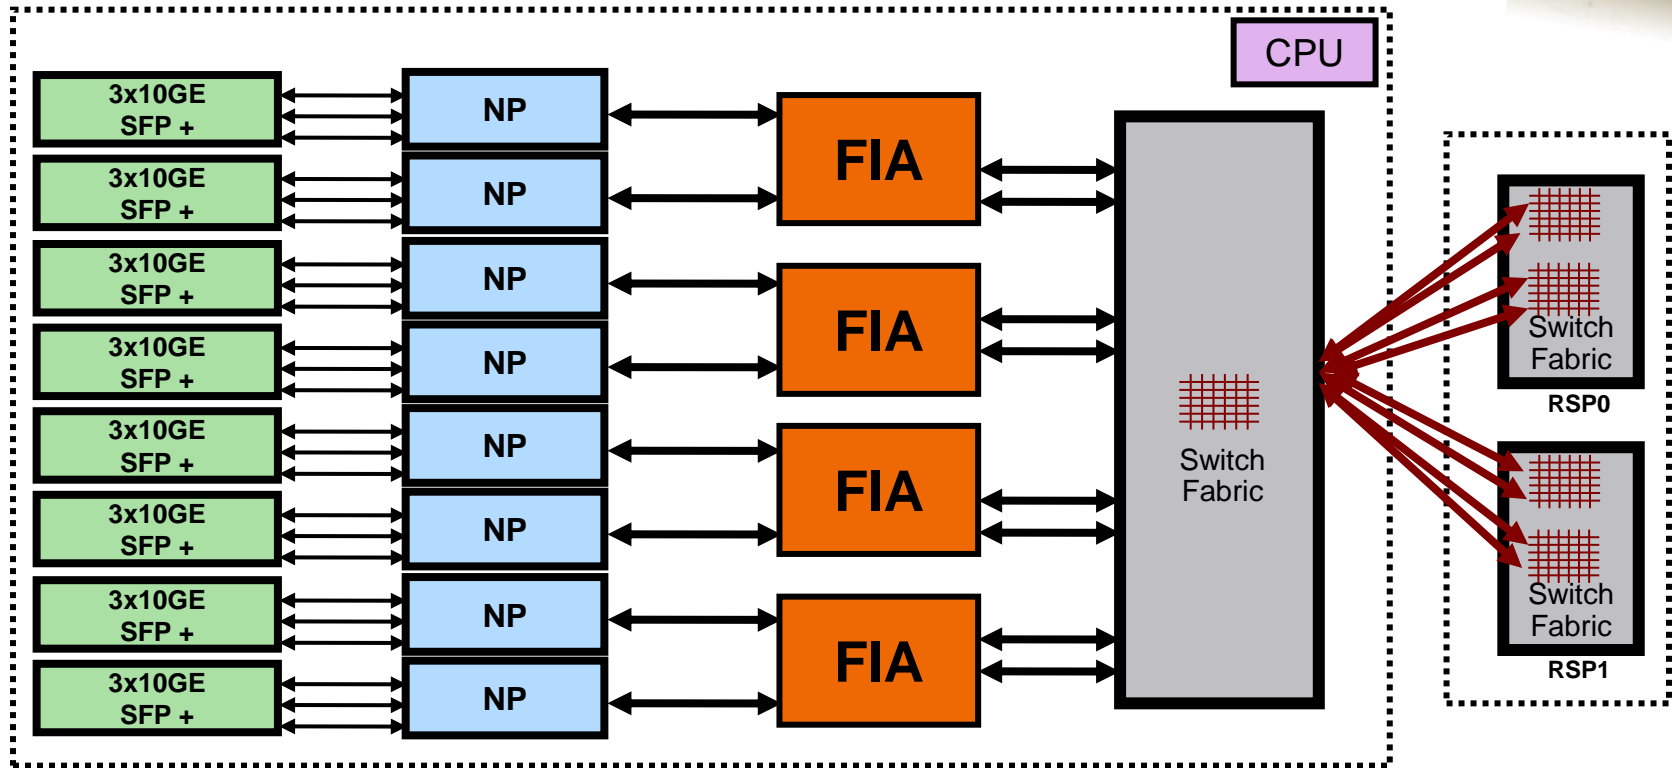 CPU
3x10GE
SFP +
NP
3x10GE
SFP +
NP
3x10GE
SFP +
NP
3x10GE
SFP +
NP
3x10GE
SFP +
NP
3x10GE
SFP +
NP
3x10GE
SFP +
NP
3x10GE
SFP +
NP
FIA
FIA
FIA
FIA
Switch
Fabric
Switch
Fabric
RSP0
Switch
Fabric
RSP1